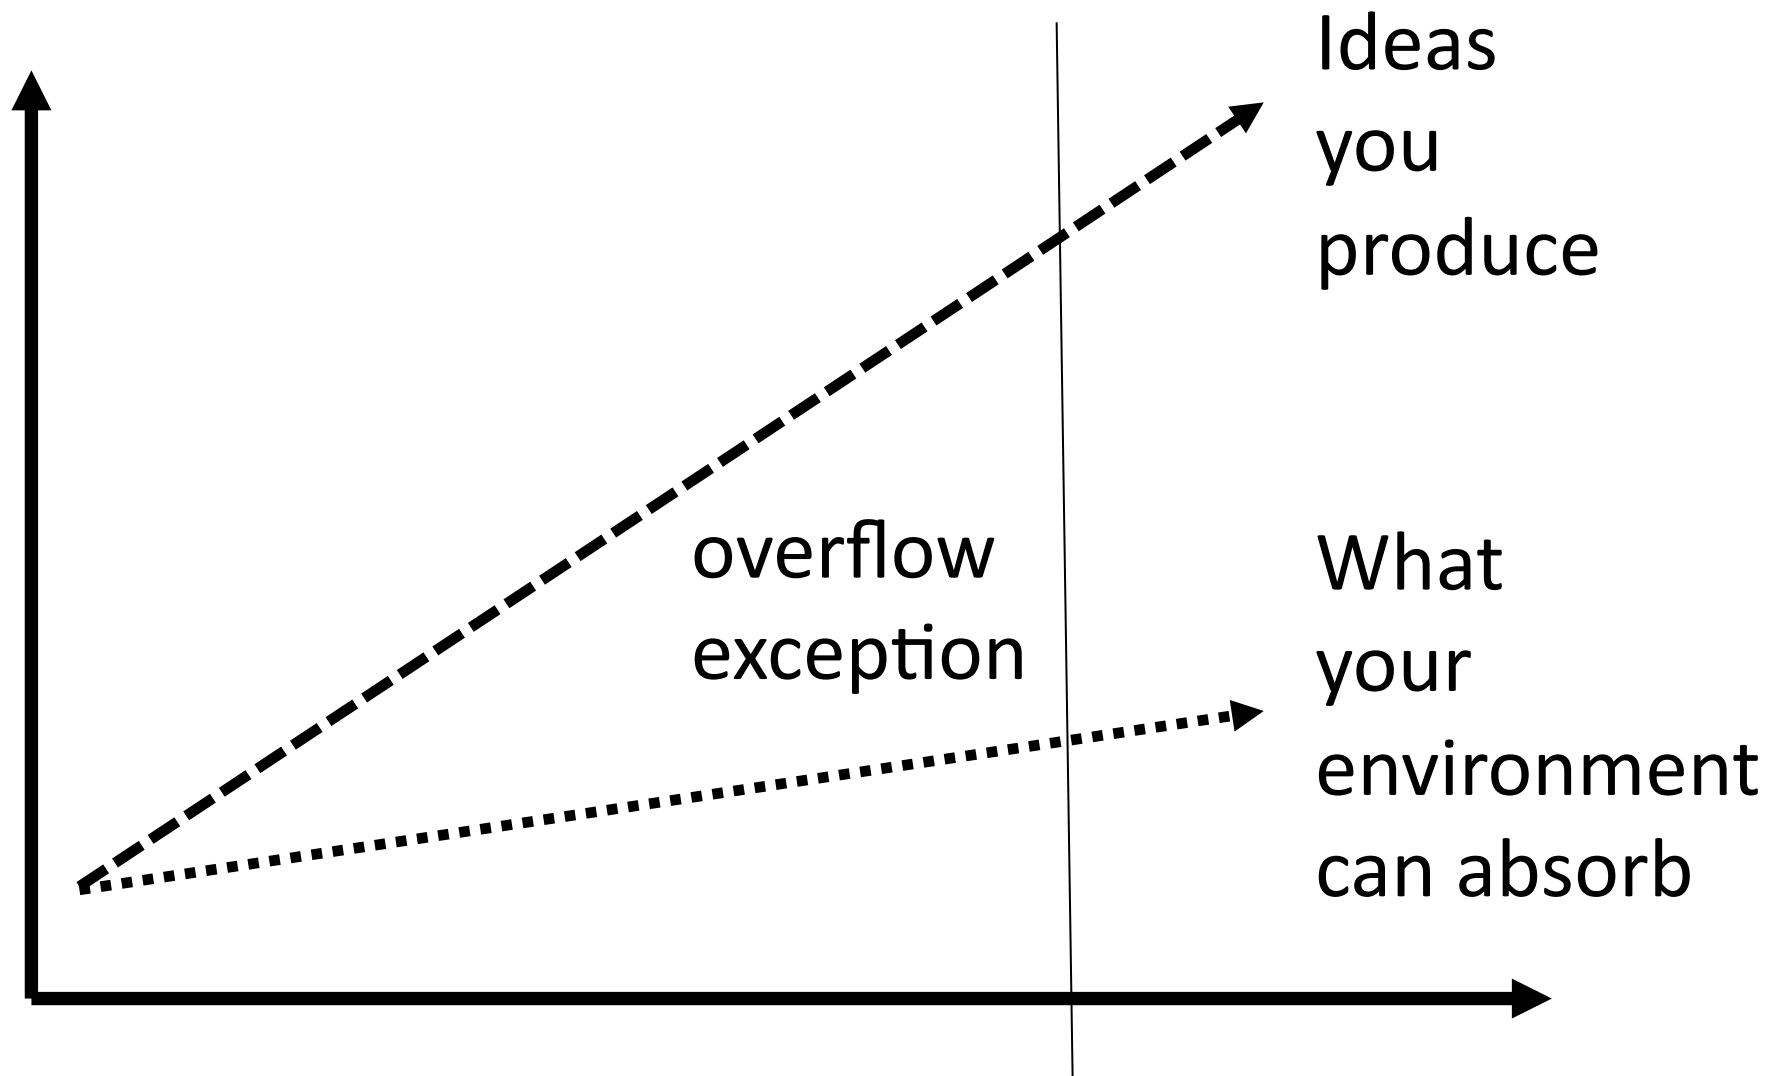 Ideas
you
produce
overflow
exception
What
your
environment
can absorb